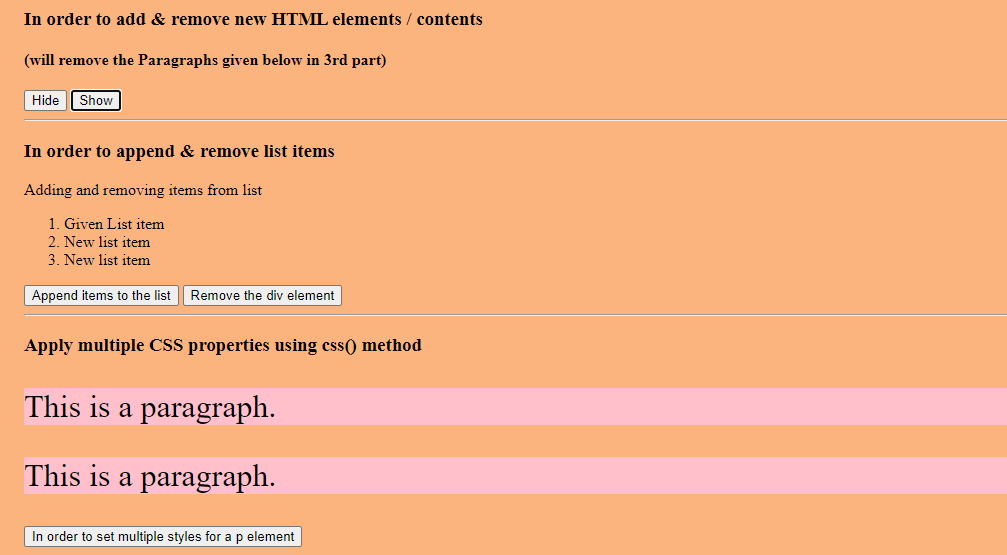 In order to add & remove new HTML elements / contents
(will remove the Paragraphs given below in 3rd part)
Hide Show
In order to append & remove list items
Adding and removing items from list
1. Given List item
2. New list item
3. New list item
Append items to the list Remove the div element
Apply multiple CSS properties using css() method
This is a paragraph.
This is a paragraph.
In order to set multiple styles for a p element